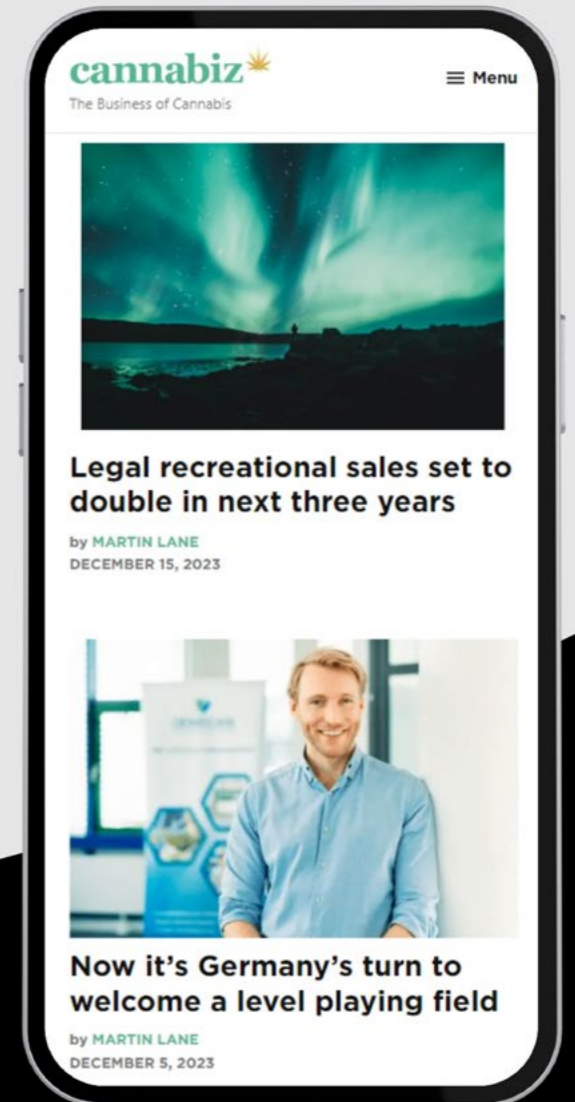 cannabiz
Menu
The Business of Cannabis
Legal recreational sales set to
double in next three years
by MARTIN LANE
DECEMBER 15, 2023
Now it's Germany's turn to
welcome a level playing field
by MARTIN LANE
DECEMBER 5, 2023